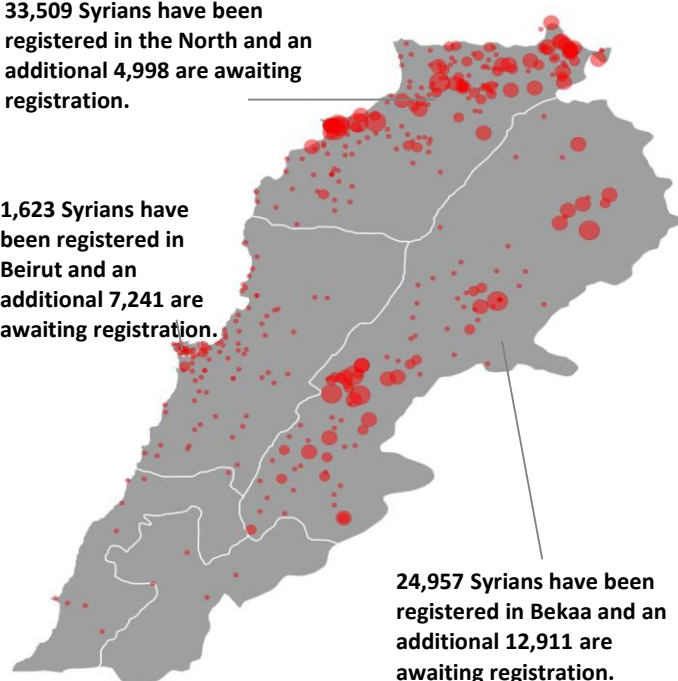 33,509 Syrians have been
registered in the North and an
additional 4,998 are awaiting
registration.
1,623 Syrians have
been registered in
Beirut and an
additional 7,241 are
awaiting registration.
24,957 Syrians have been
registered in Bekaa and an
additional 12,911 are
awaiting registration.